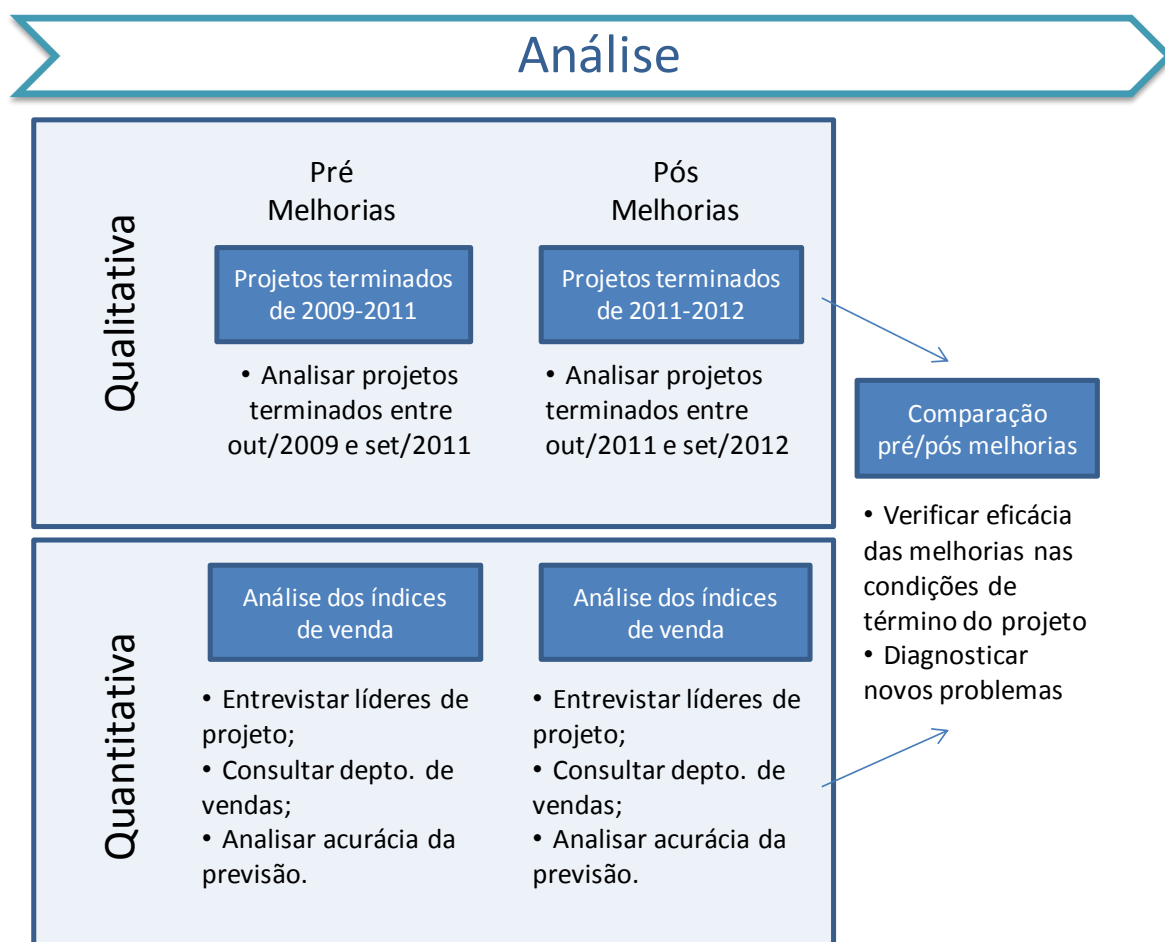 Análise
Qualitativa
Pré
Melhorias
Projetos terminados
de 2009-2011
• Analisar projetos
terminados entre
out/2009 e set/2011
Pós
Melhorias
Projetos terminados
de 2011-2012
• Analisar projetos
terminados entre
out/2011 e set/2012
Quantitativa
Análise dos índices
de venda
• Entrevistar líderes de
projeto;
• Consultar depto. de
vendas;
• Analisar acurácia da
previsão.
Análise dos índices
de venda
• Entrevistar líderes de
projeto;
• Consultar depto. de
vendas;
• Analisar acurácia da
previsão.
Comparação
pré/pós melhorias
• Verificar eficácia
das melhorias nas
condições de
término do projeto
• Diagnosticar
novos problemas